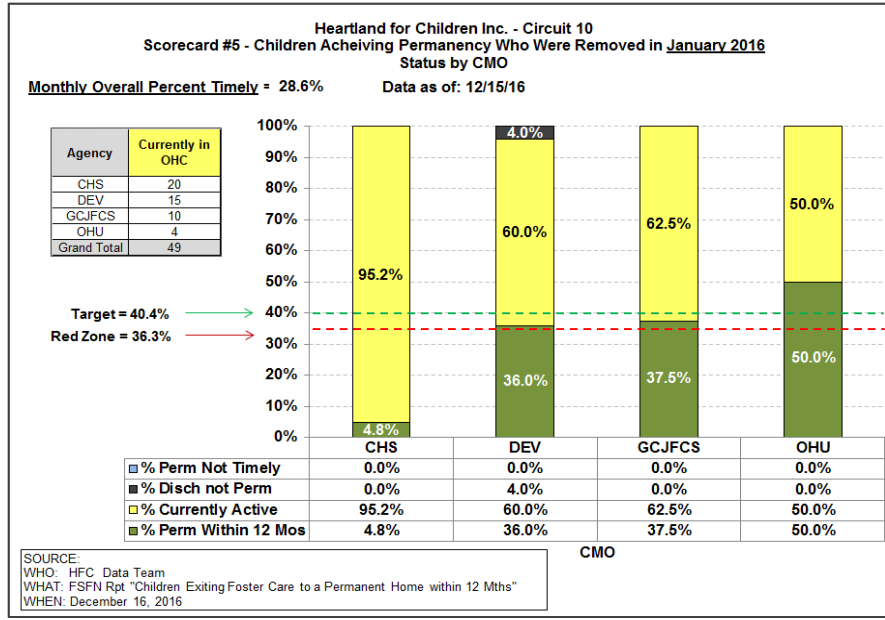 Heartland for Children Inc. - Circuit 10
Scorecard #5 - Children Acheiving Permanency Who Were Removed in January 2016
Status by CMO
Monthly Overall Percent Timely = 28.6% Data as of: 12/15/16
Agency Currently in OHC
CHS 20
DEV 15
GCJFCS 10
OHU 4
Grand Total 49
Target = 40.4%
Red Zone = 36.3%
100%
90%
80%
70%
60%
50%
40%
30%
20%
10%
0%
95.2%
4.8%
4.0%
60.0%
36.0%
62.5%
37.5%
50.0%
50.0%
CHS DEV GCJFCS OHU
% Perm Not Timely 0.0% 0.0% 0.0% 0.0%
% Disch not Perm 0.0% 4.0% 0.0% 0.0%
% Currently Active 95.2% 60.0% 62.5% 50.0%
% Perm Within 12 Mos 4.8% 36.0% 37.5% 50.0%
CMO
SOURCE:
WHO: HFC Data Team
WHAT: FSFN Rpt "Children Exiting Foster Care to a Permanent Home within 12 Mths"
WHEN: December 16, 2016